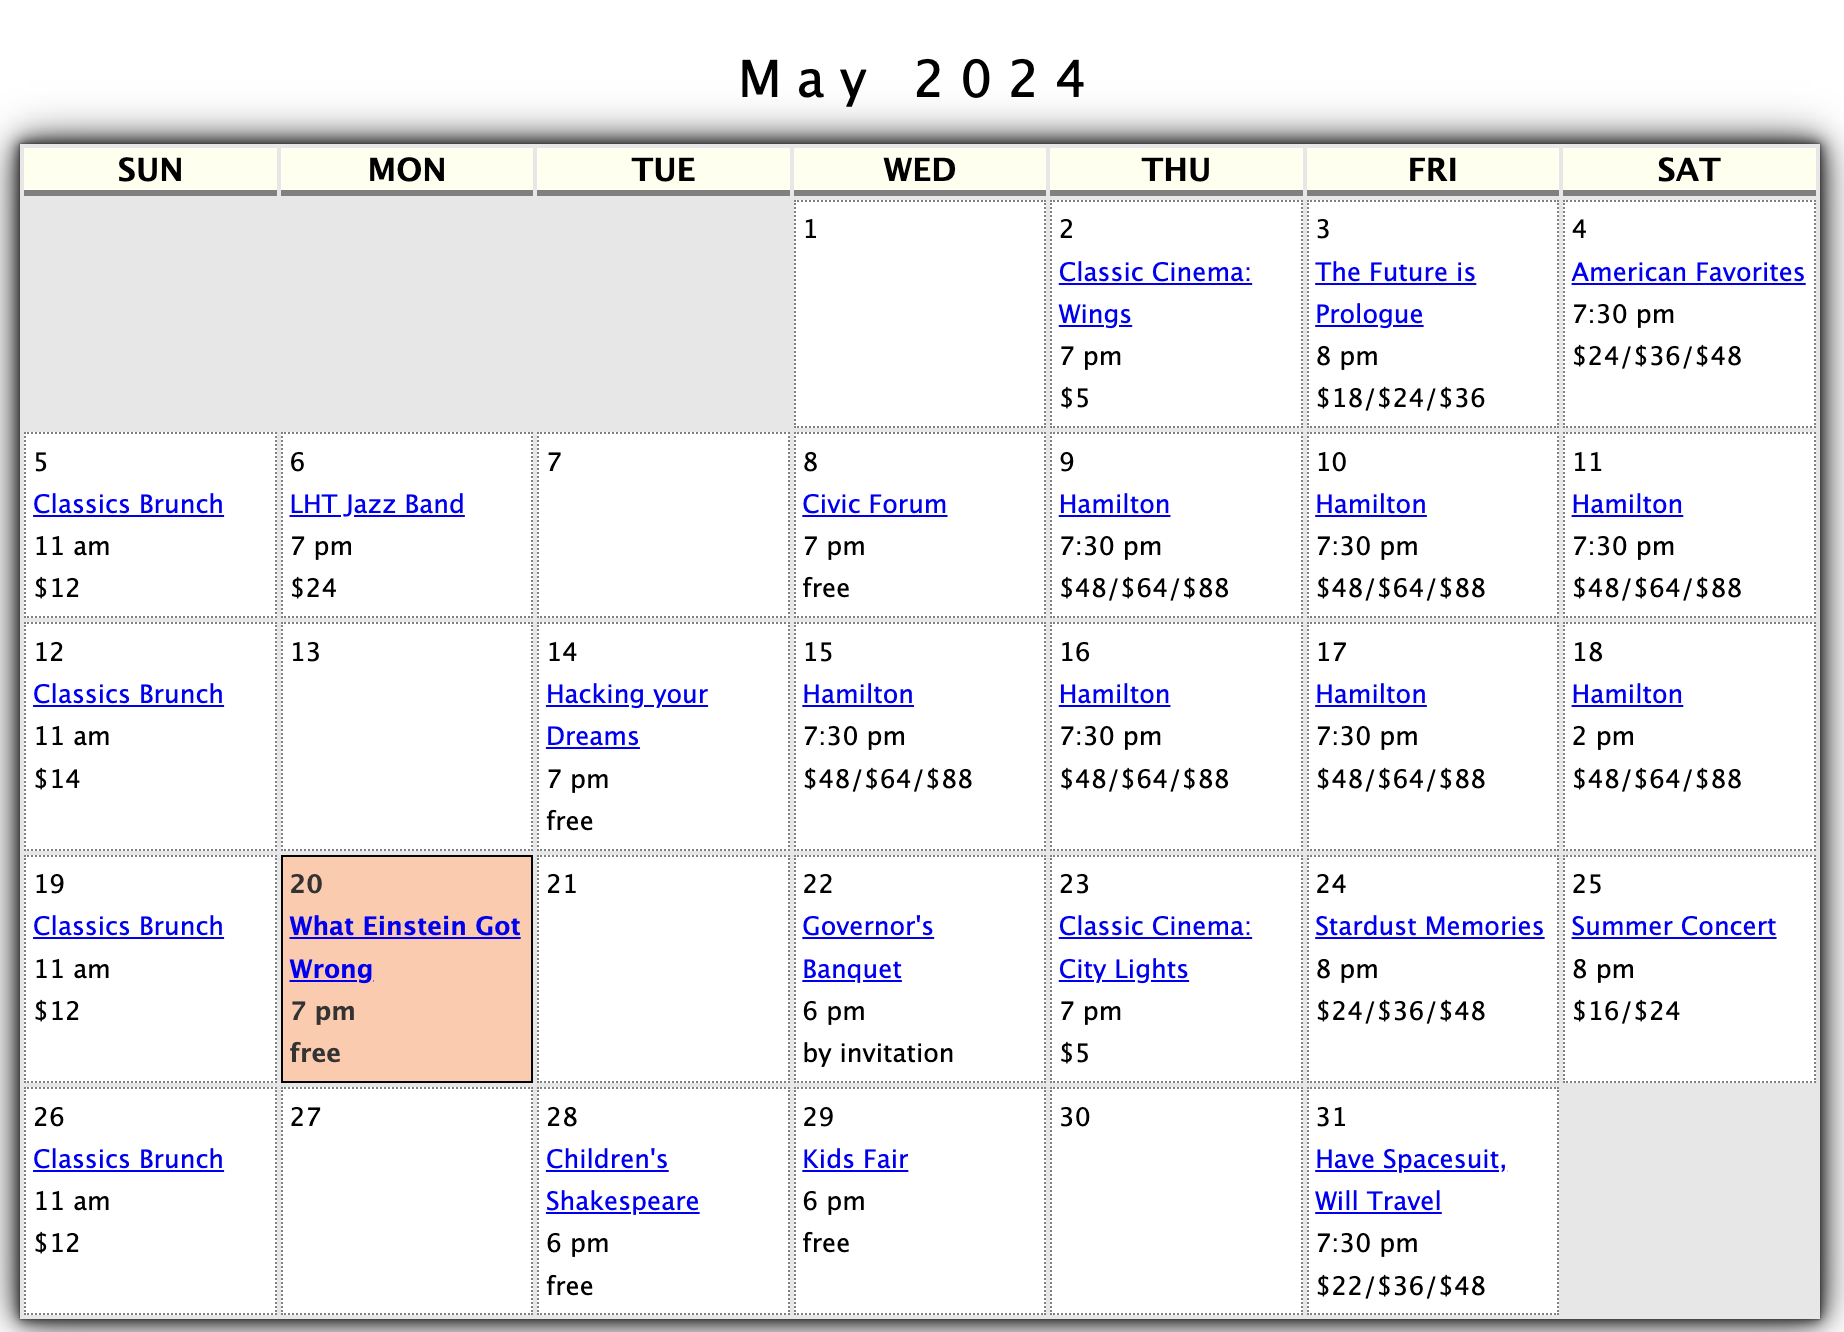 May 2024
SUN MON TUE WED THU FRI SAT
1
2
Classic Cinema:
Wings
7 pm
$5
3
The Future is
Prologue
8 pm
$18/$24/$36
4
American Favorites
7:30 pm
$24/$36/$48
5
Classics Brunch
11 am
$12
6
LHT Jazz Band
7 pm
$24
7
8
Civic Forum
7 pm
free
9
Hamilton
7:30 pm
$48/$64/$88
10
Hamilton
7:30 pm
$48/$64/$88
11
Hamilton
7:30 pm
$48/$64/$88
12
Classics Brunch
11 am
$14
13
14
Hacking your
Dreams
7 pm
free
15
Hamilton
7:30 pm
$48/$64/$88
16
Hamilton
7:30 pm
$48/$64/$88
17
Hamilton
7:30 pm
$48/$64/$88
18
Hamilton
2 pm
$48/$64/$88
19
Classics Brunch
11 am
$12
20
What Einstein Got
Wrong
7 pm
free
21
22
Governor's
Banquet
6 pm
by invitation
23
Classic Cinema:
City Lights
7 pm
$5
24
Stardust Memories
8 pm
$24/$36/$48
25
Summer Concert
8 pm
$16/$24
26
Classics Brunch
11 am
$12
27
28
Children's
Shakespeare
6 pm
free
29
Kids Fair
6 pm
free
30
31
Have Spacesuit,
Will Travel
7:30 pm
$22/$36/$48